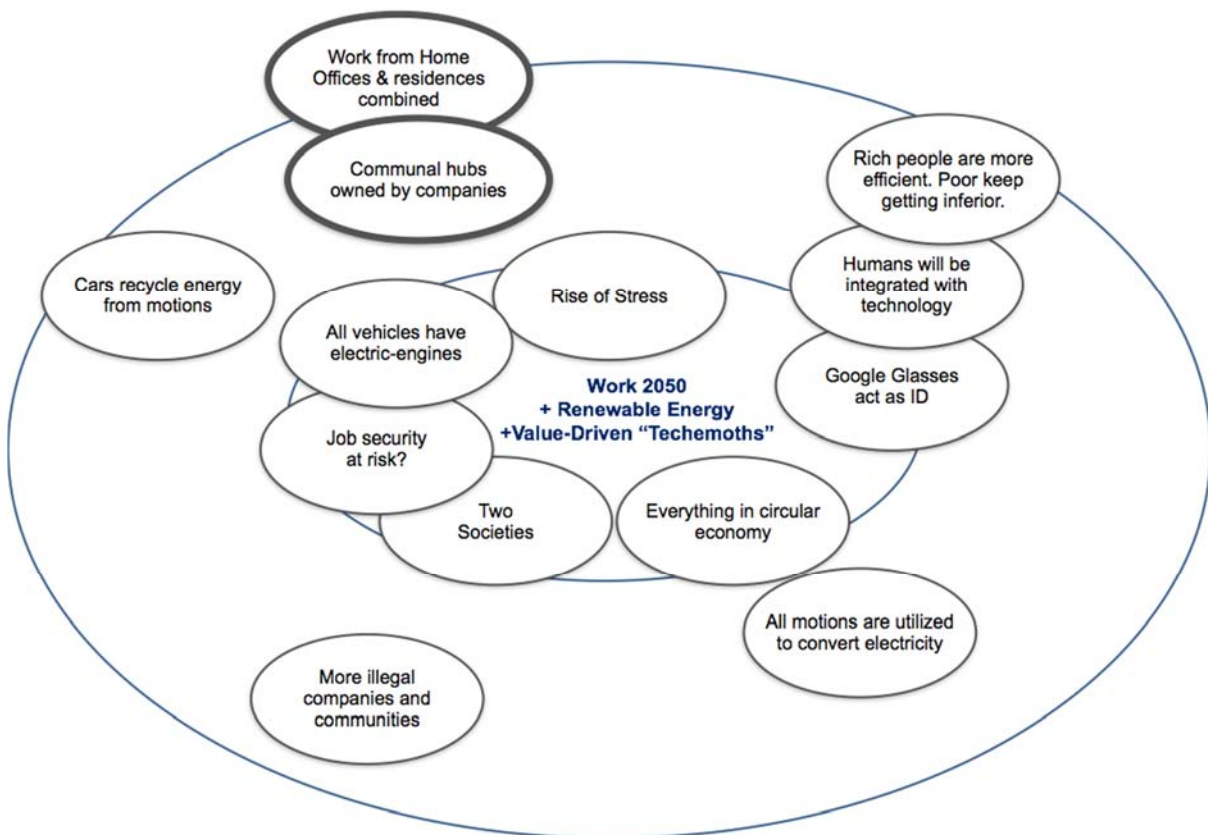 Work from Home
Offices & residences
combined
Communal hubs
owned by companies
Rich people are more
efficient. Poor keep
getting inferior.
Cars recycle energy
from motions
Rise of Stress
Humans will be
integrated with
technology
All vehicles have
electric-engines
Google Glasses
act as ID
Work 2050
+ Renewable Energy
+Value-Driven “Techemoths”
Job security
at risk?
Two
Societies
Everything in circular
economy
All motions are utilized
to convert electricity
More illegal
companies and
communities